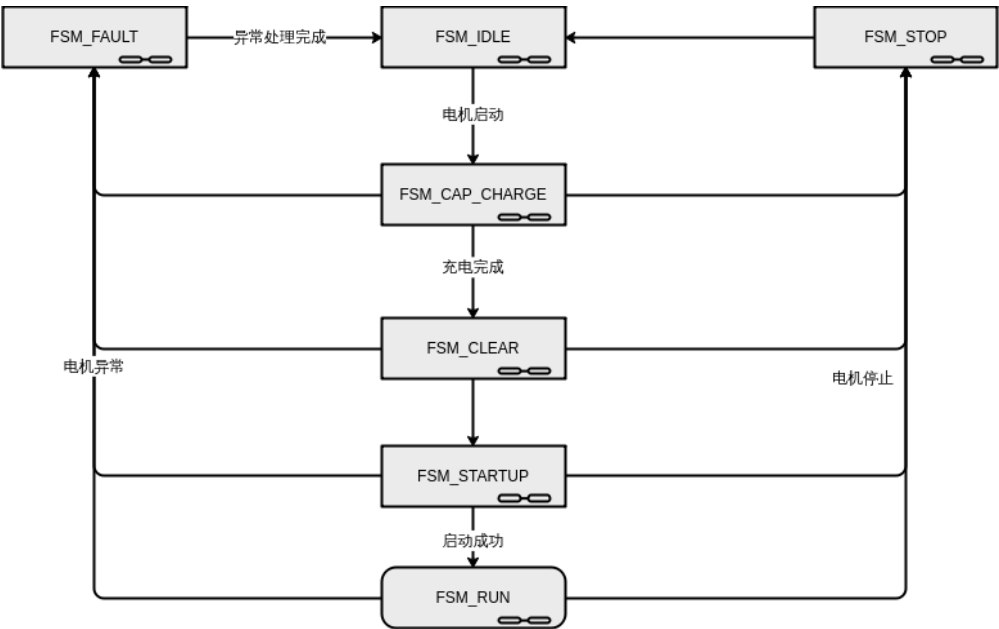 FSM_FAULT
异常处理完成
FSM_IDLE
FSM_STOP
电机启动
FSM_CAP_CHARGE
充电完成
FSM_CLEAR
电机异常
电机停止
FSM_STARTUP
启动成功
FSM_RUN